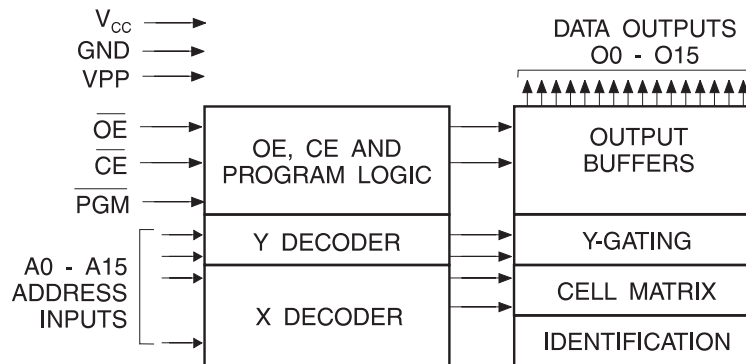 V_CC
GND
VPP
OE
CE
PGM
A0 - A15
ADDRESS
INPUTS
OE, CE AND
PROGRAM LOGIC
Y DECODER
X DECODER
DATA OUTPUTS
O0 - O15
OUTPUT
BUFFERS
Y-GATING
CELL MATRIX
IDENTIFICATION